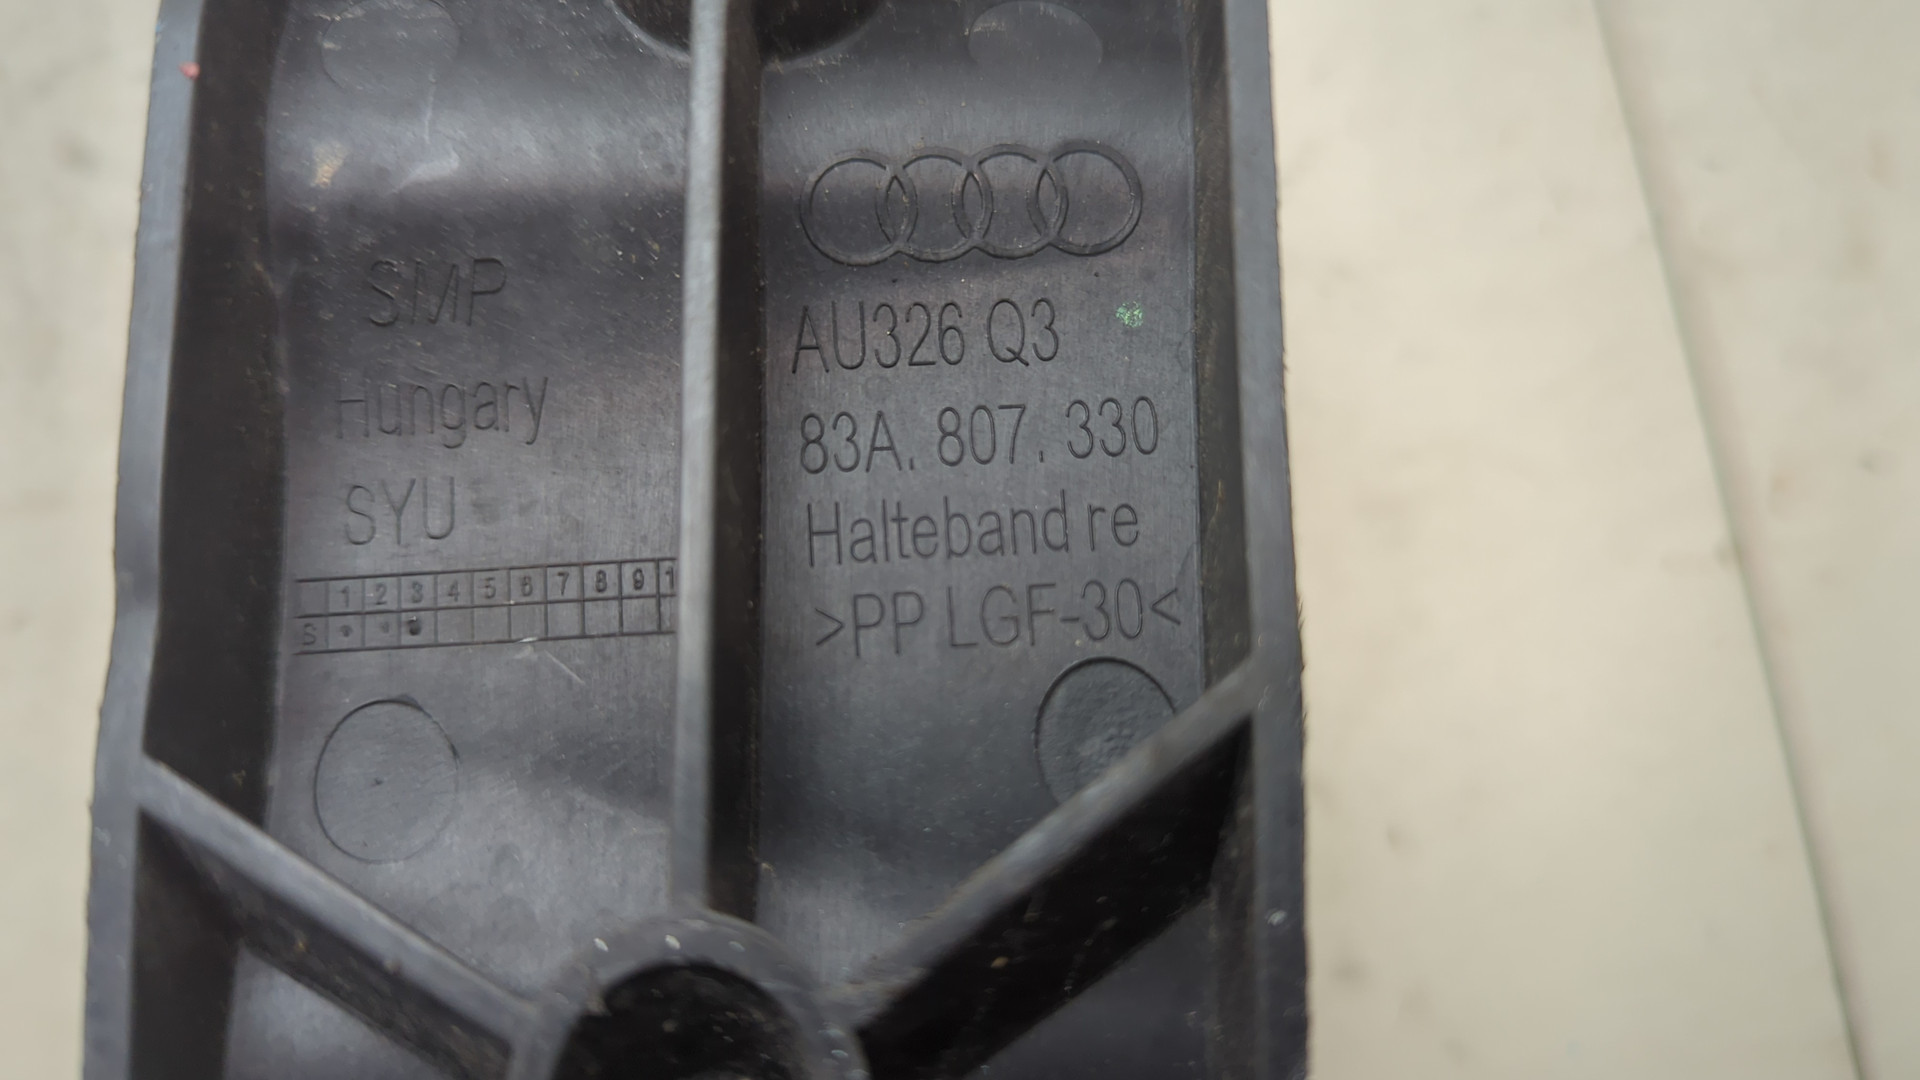 SMP
Hungary
SYU
1 2 3 4 5 6 7 8 9 1
S
AU326 Q3
83A. 807. 330
Halteband re
>PP LGF-30<